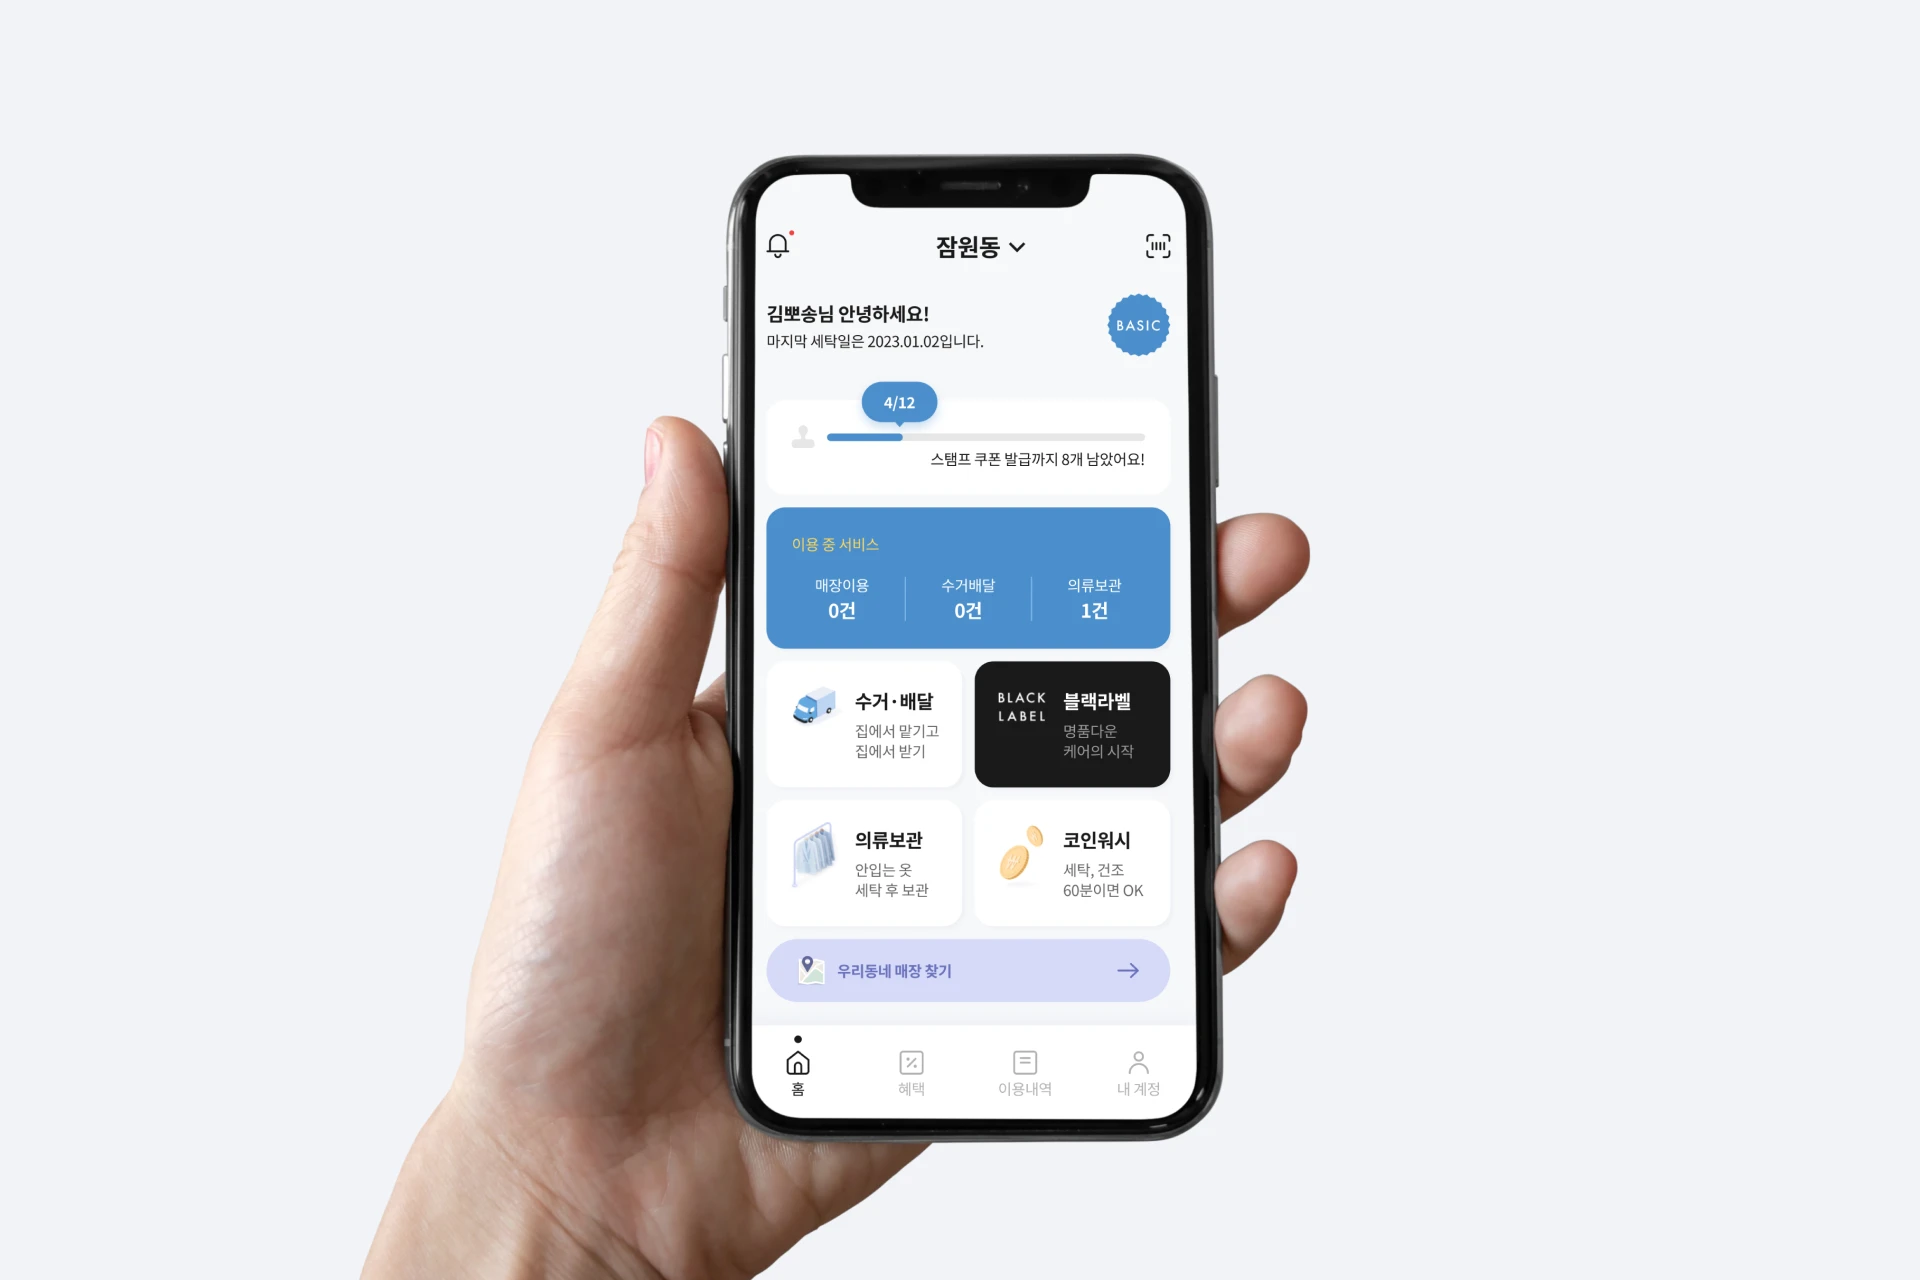 잠원동
김뽀송님 안녕하세요!
마지막 세탁일은 2023.01.02입니다.
BASIC
4/12
스탬프 쿠폰 발급까지 8개 남았어요!
이용 중 서비스
매장이용
0건
수거배달
0건
의류보관
1건
수거·배달
집에서 맡기고
집에서 받기
BLACK
LABEL
블랙라벨
명품다운
케어의 시작
의류보관
안입는 옷
세탁 후 보관
코인워시
세탁, 건조
60분이면 OK
우리동네 매장 찾기
홈
혜택
이용내역
내 계정